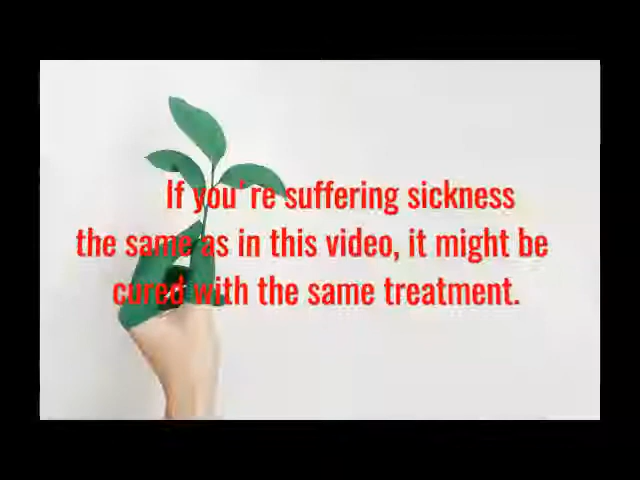 If you're suffering sickness
the same as in this video, it might be
cured with the same treatment.